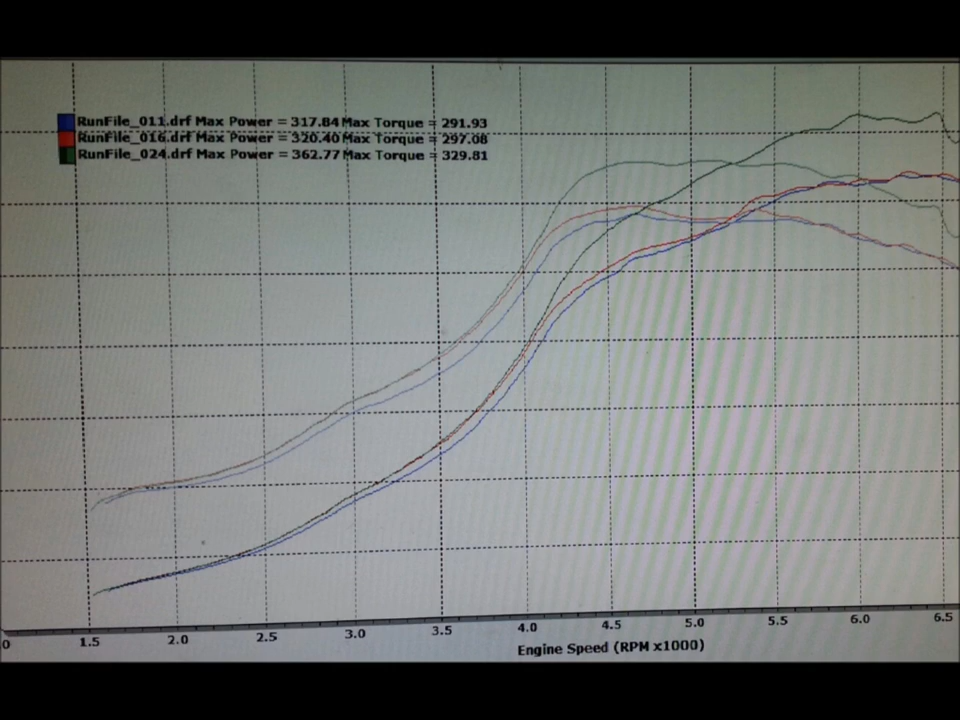 RunFile_011.drf Max Power = 317.84 Max Torque = 291.93
RunFile_016.drf Max Power = 320.40 Max Torque = 297.08
RunFile_024.drf Max Power = 362.77 Max Torque = 329.81
0 1.5 2.0 2.5 3.0 3.5 4.0 4.5 5.0 5.5 6.0 6.5
Engine Speed (RPM x1000)